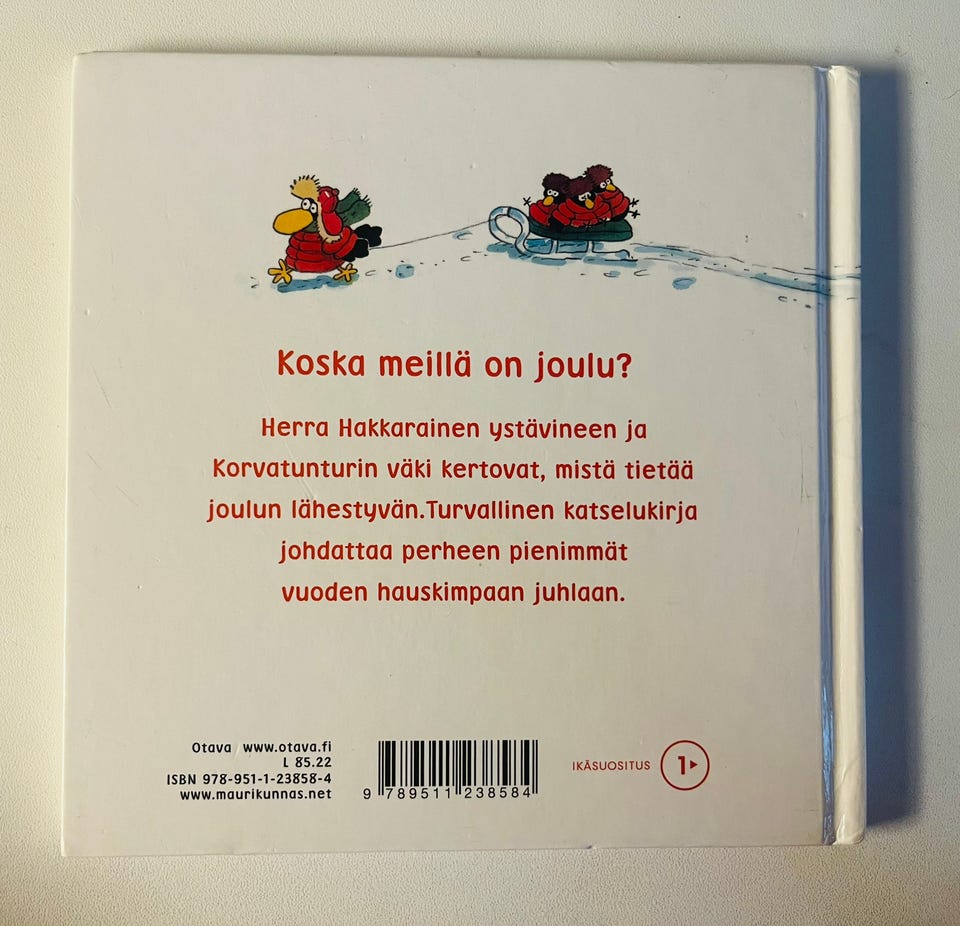 Koska meillä on joulu?
Herra Hakkarainen ystävineen ja
Korvatunturin väki kertovat, mistä tietää
joulun lähestyvän.Turvallinen katselukirja
johdattaa perheen pienimmät
vuoden hauskimpaan juhlaan.
Otava / www.otava.fi
L 85.22
ISBN 978-951-1-23858-4
www.maurikunnas.net
9 789511 238584
IKÄSUOSITUS 1